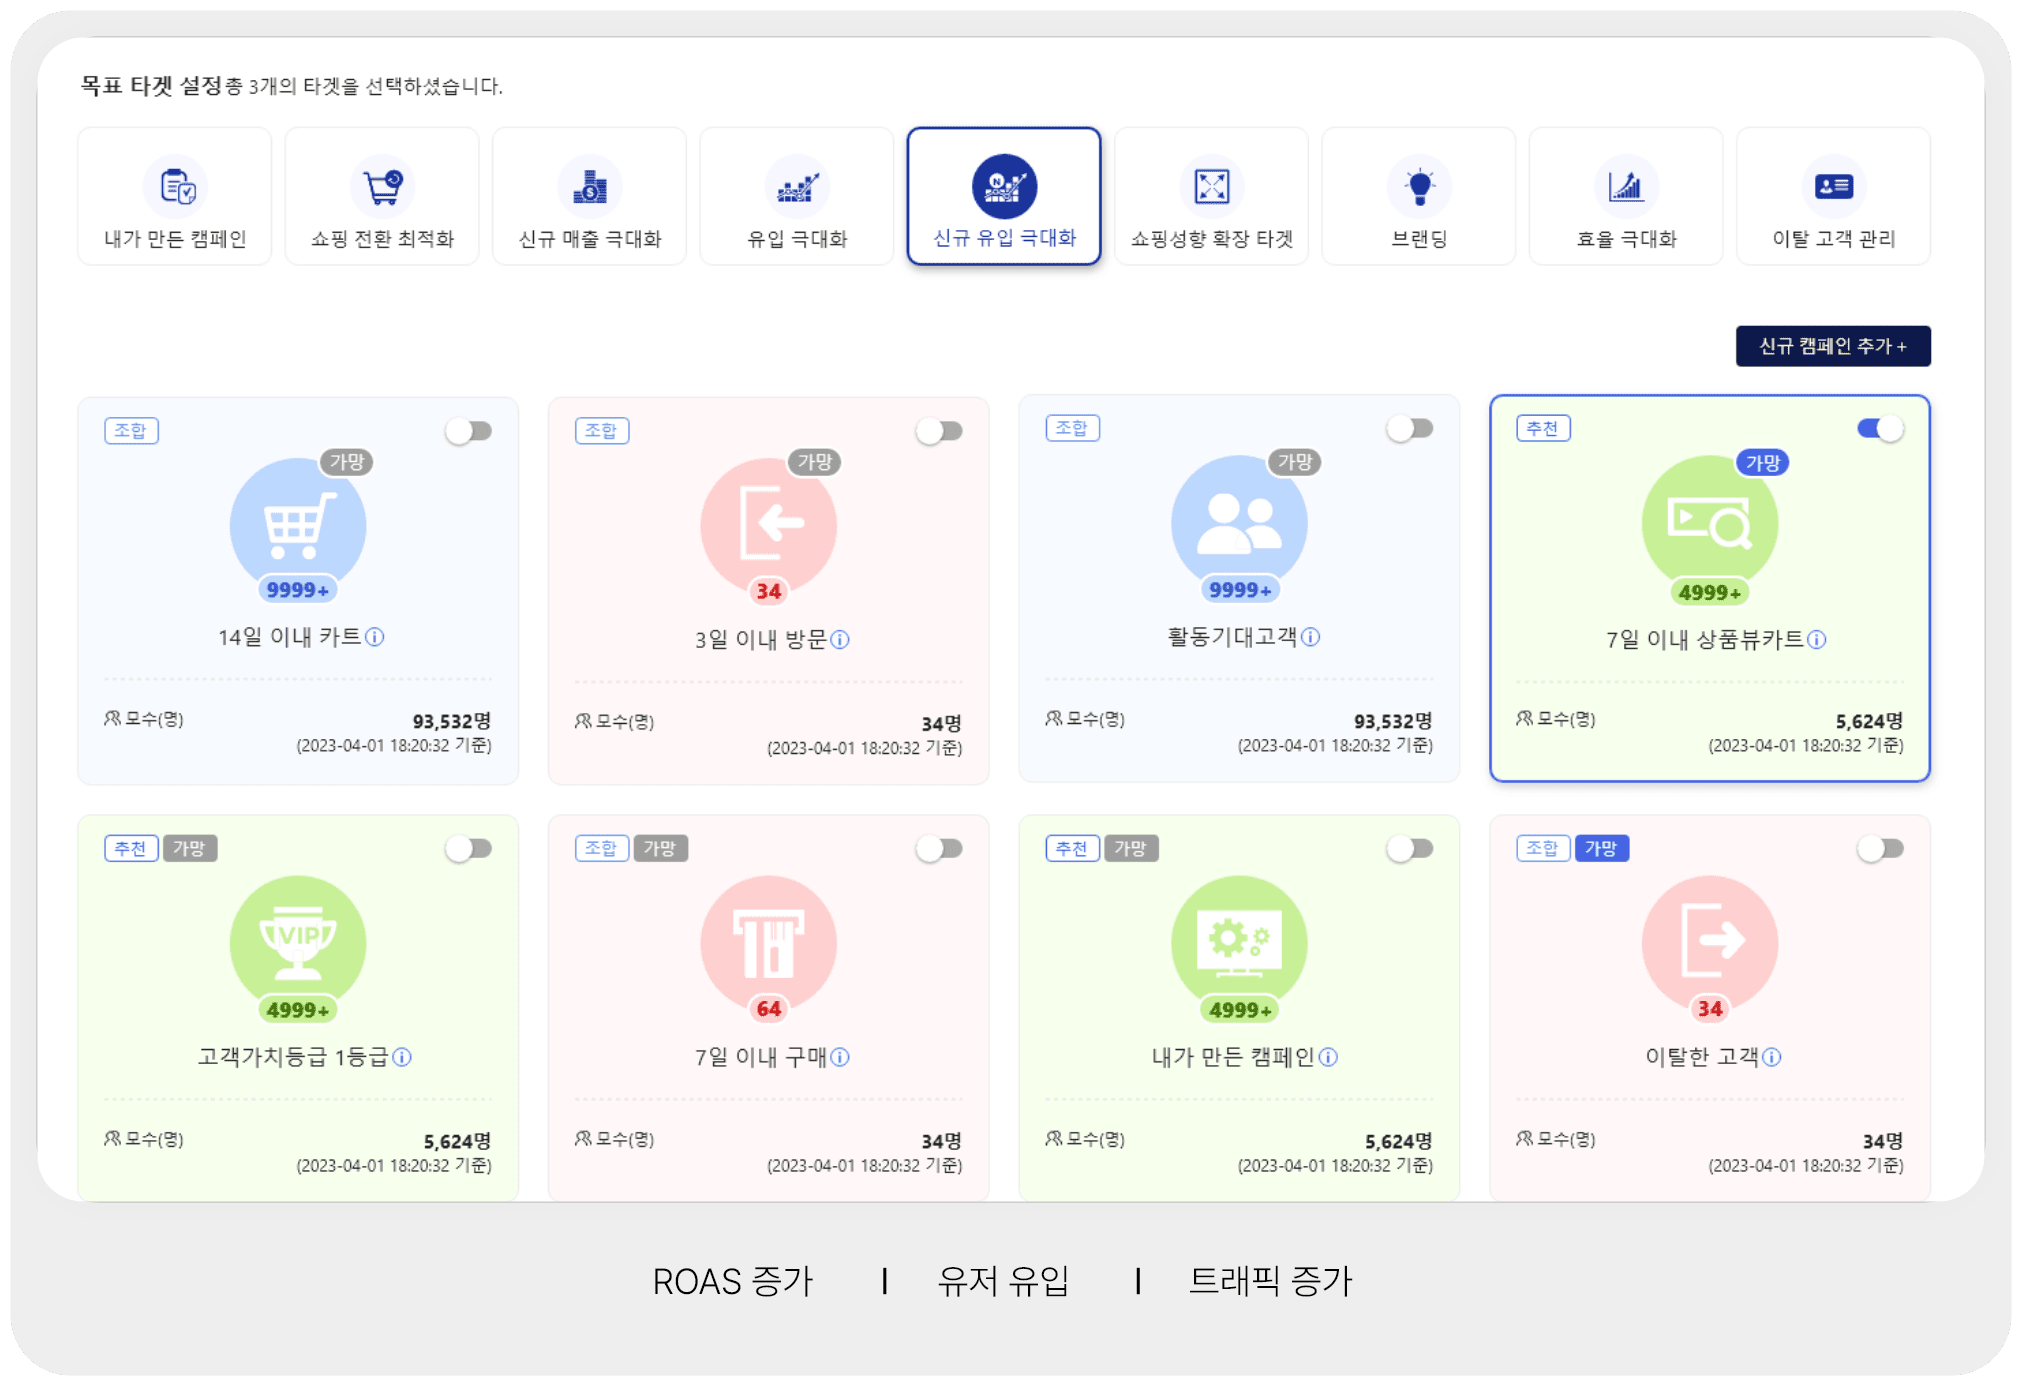 목표 타겟 설정총 3개의 타겟을 선택하셨습니다.
내가 만든 캠페인
쇼핑 전환 최적화
신규 매출 극대화
유입 극대화
N
신규 유입 극대화
쇼핑성향 확장 타겟
브랜딩
효율 극대화
이탈 고객 관리
신규 캠페인 추가 +
조합
가망
9999+
14일 이내 카트
모수(명)
93,532명
(2023-04-01 18:20:32 기준)
조합
가망
34
3일 이내 방문
모수(명)
34명
(2023-04-01 18:20:32 기준)
조합
가망
9999+
활동기대고객
모수(명)
93,532명
(2023-04-01 18:20:32 기준)
추천
가망
4999+
7일 이내 상품뷰카트
모수(명)
5,624명
(2023-04-01 18:20:32 기준)
추천 가망
VIP
4999+
고객가치등급 1등급
모수(명)
5,624명
(2023-04-01 18:20:32 기준)
조합 가망
64
7일 이내 구매
모수(명)
34명
(2023-04-01 18:20:32 기준)
추천 가망
4999+
내가 만든 캠페인
모수(명)
5,624명
(2023-04-01 18:20:32 기준)
조합 가망
34
이탈한 고객
모수(명)
34명
(2023-04-01 18:20:32 기준)
ROAS 증가 | 유저 유입 | 트래픽 증가